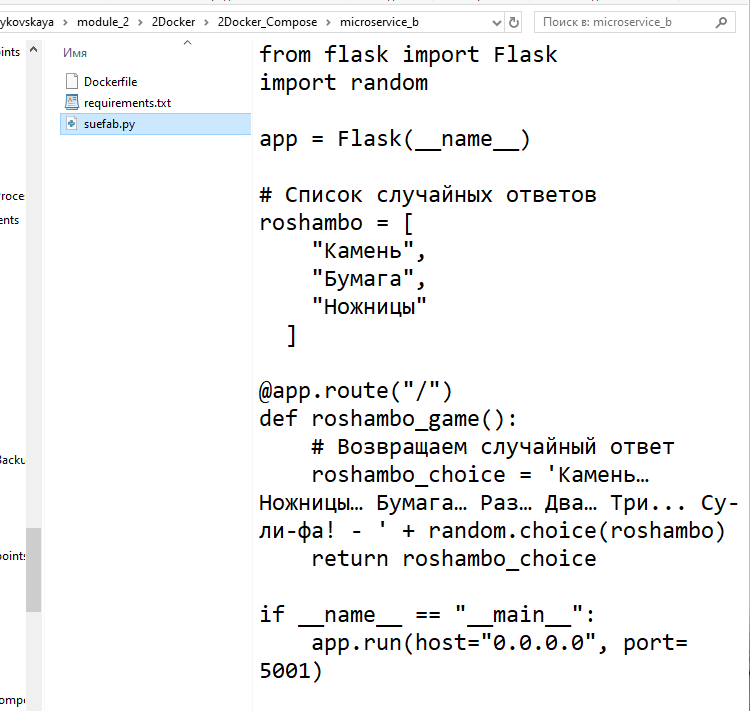 ykovskaya > module_2 > 2Docker > 2Docker_Compose > microservice_b
Поиск в: microservice_b
oints
Имя
Dockerfile
requirements.txt
suefab.py
roce
ents
Backu
points
ompo
from flask import Flask
import random
app = Flask(__name__)
# Список случайных ответов
roshambo = [
"Камень",
"Бумага",
"Ножницы"
]
@app.route("/")
def roshambo_game():
# Возвращаем случайный ответ
roshambo_choice = 'Камень…
Ножницы… Бумага… Раз… Два… Три... Су-
ли-фа! - ' + random.choice(roshambo)
return roshambo_choice
if __name__ == "__main__":
app.run(host="0.0.0.0", port=
5001)